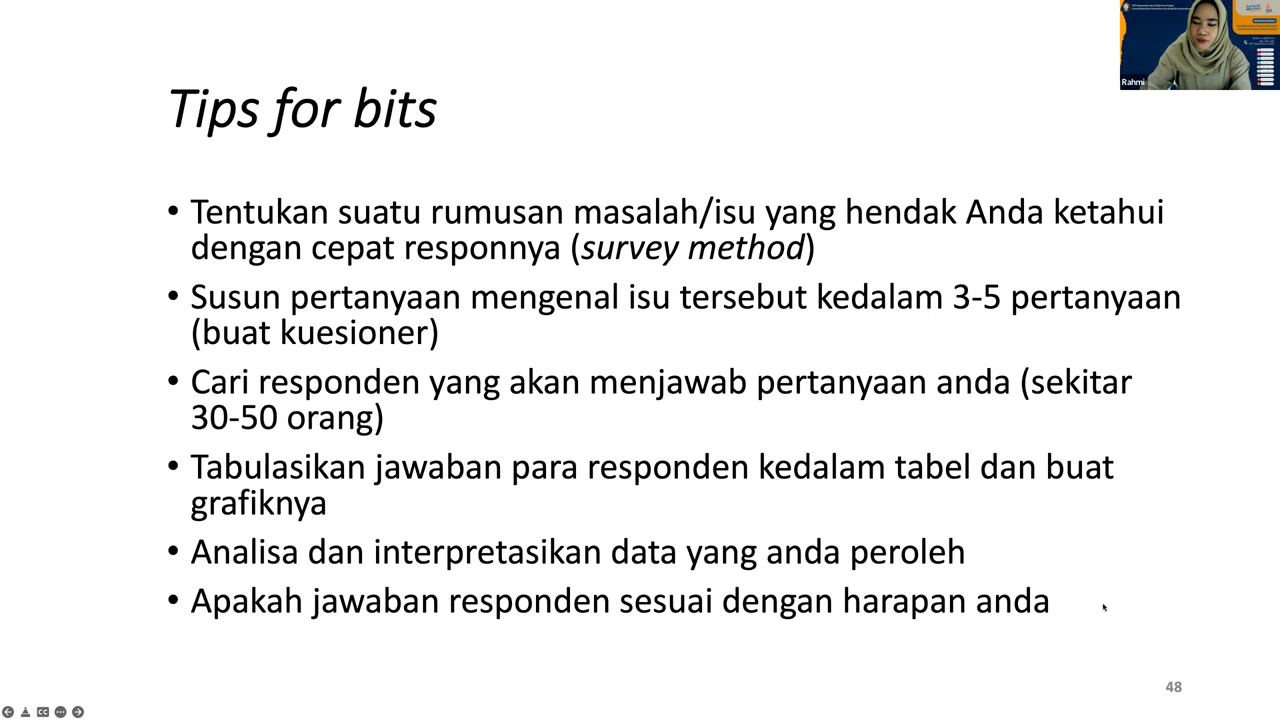 Tips for bits
• Tentukan suatu rumusan masalah/isu yang hendak Anda ketahui
dengan cepat responnya (survey method)
• Susun pertanyaan mengenal isu tersebut kedalam 3-5 pertanyaan
(buat kuesioner)
• Cari responden yang akan menjawab pertanyaan anda (sekitar
30-50 orang)
• Tabulasikan jawaban para responden kedalam tabel dan buat
grafiknya
• Analisa dan interpretasikan data yang anda peroleh
• Apakah jawaban responden sesuai dengan harapan anda
48
Rahmi
CC